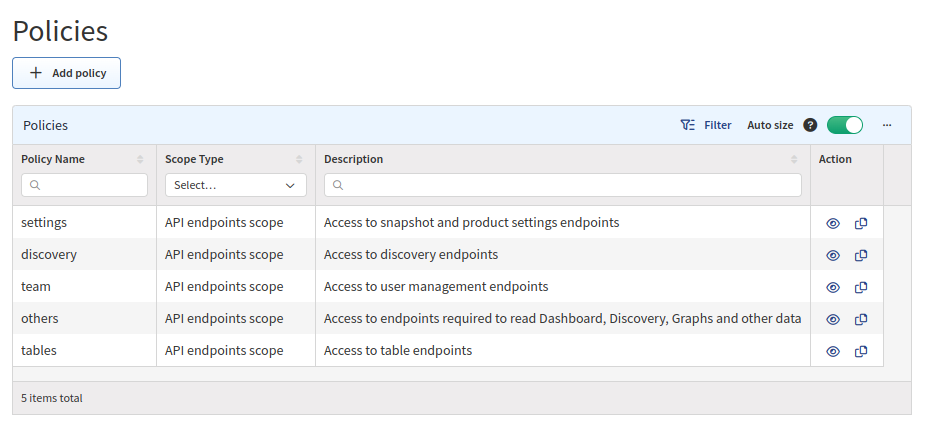 Policies
Add policy
Policies Filter Auto size ? ...
Policy Name Scope Type Description Action
Select...
settings API endpoints scope Access to snapshot and product settings endpoints
discovery API endpoints scope Access to discovery endpoints
team API endpoints scope Access to user management endpoints
others API endpoints scope Access to endpoints required to read Dashboard, Discovery, Graphs and other data
tables API endpoints scope Access to table endpoints
5 items total